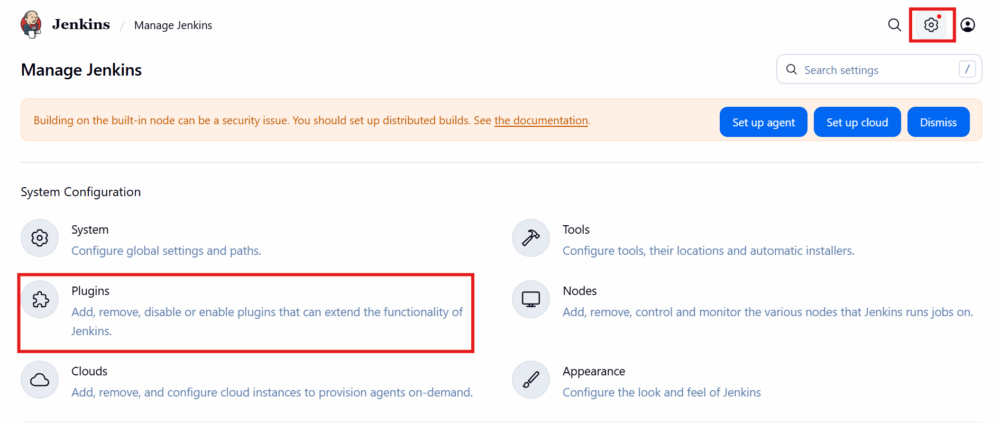 Jenkins / Manage Jenkins
Manage Jenkins
Search settings /
Building on the built-in node can be a security issue. You should set up distributed builds. See the documentation.
Set up agent Set up cloud Dismiss
System Configuration
System
Configure global settings and paths.
Tools
Configure tools, their locations and automatic installers.
Plugins
Add, remove, disable or enable plugins that can extend the functionality of
Jenkins.
Nodes
Add, remove, control and monitor the various nodes that Jenkins runs jobs on.
Clouds
Add, remove, and configure cloud instances to provision agents on-demand.
Appearance
Configure the look and feel of Jenkins